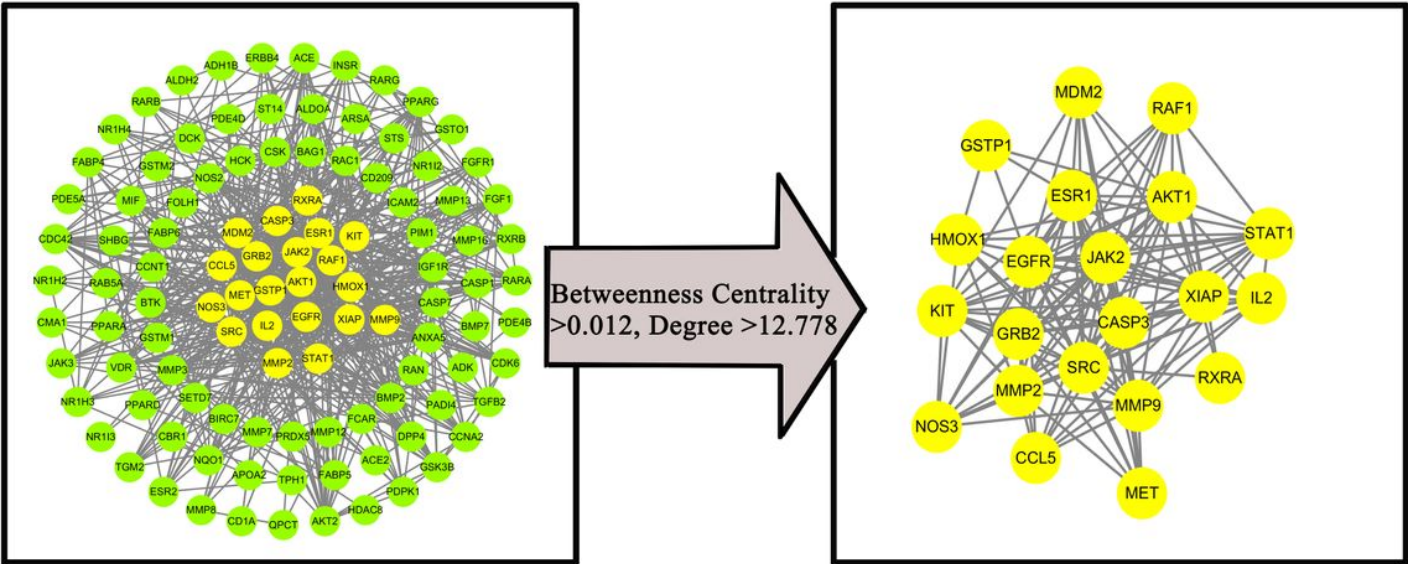 ERBB4
ACE
INSR
ADH1B
RARG
ALDH2
PPARG
RARB
ST14
ALDOA
ARSA
PDE4D
GSTO1
NR1H4
DCK
STS
CSK
BAG1
RAC1
HCK
FABP4
GSTM2
NOS2
CD209
NR1I2
FGFR1
PDE5A
MIF
FOLH1
RXRA
ICAM2
MMP13
FGF1
CDC42
SHBG
FABP6
MDM2
CASP3
ESR1
KIT
PIM1
MMP16
RXRB
GRB2
JAK2
RAF1
CCL5
CCNT1
IGF1R
NR1H2
RAB5A
MET
GSTP1
AKT1
HMOX1
CASP1
RARA
BTK
NOS3
CASP7
CMA1
PPARA
GSTM1
SRC
IL2
EGFR
XIAP
MMP9
ANXA5
BMP7
PDE4B
JAK3
VDR
MMP3
MMP2
STAT1
RAN
ADK
CDK6
NR1H3
PPARD
SETD7
BMP2
PADI4
TGFB2
NR1I3
CBR1
BIRC7
MMP7
PRDX5
MMP12
FCAR
DPP4
CCNA2
TGM2
NQO1
APOA2
TPH1
FABP5
ACE2
GSK3B
ESR2
PDPK1
MMP8
CD1A
QPCT
AKT2
HDAC8
Betweenness Centrality
>0.012, Degree >12.778
MDM2
RAF1
GSTP1
ESR1
AKT1
HMOX1
STAT1
EGFR
JAK2
KIT
XIAP
IL2
GRB2
CASP3
SRC
RXRA
MMP2
MMP9
NOS3
CCL5
MET